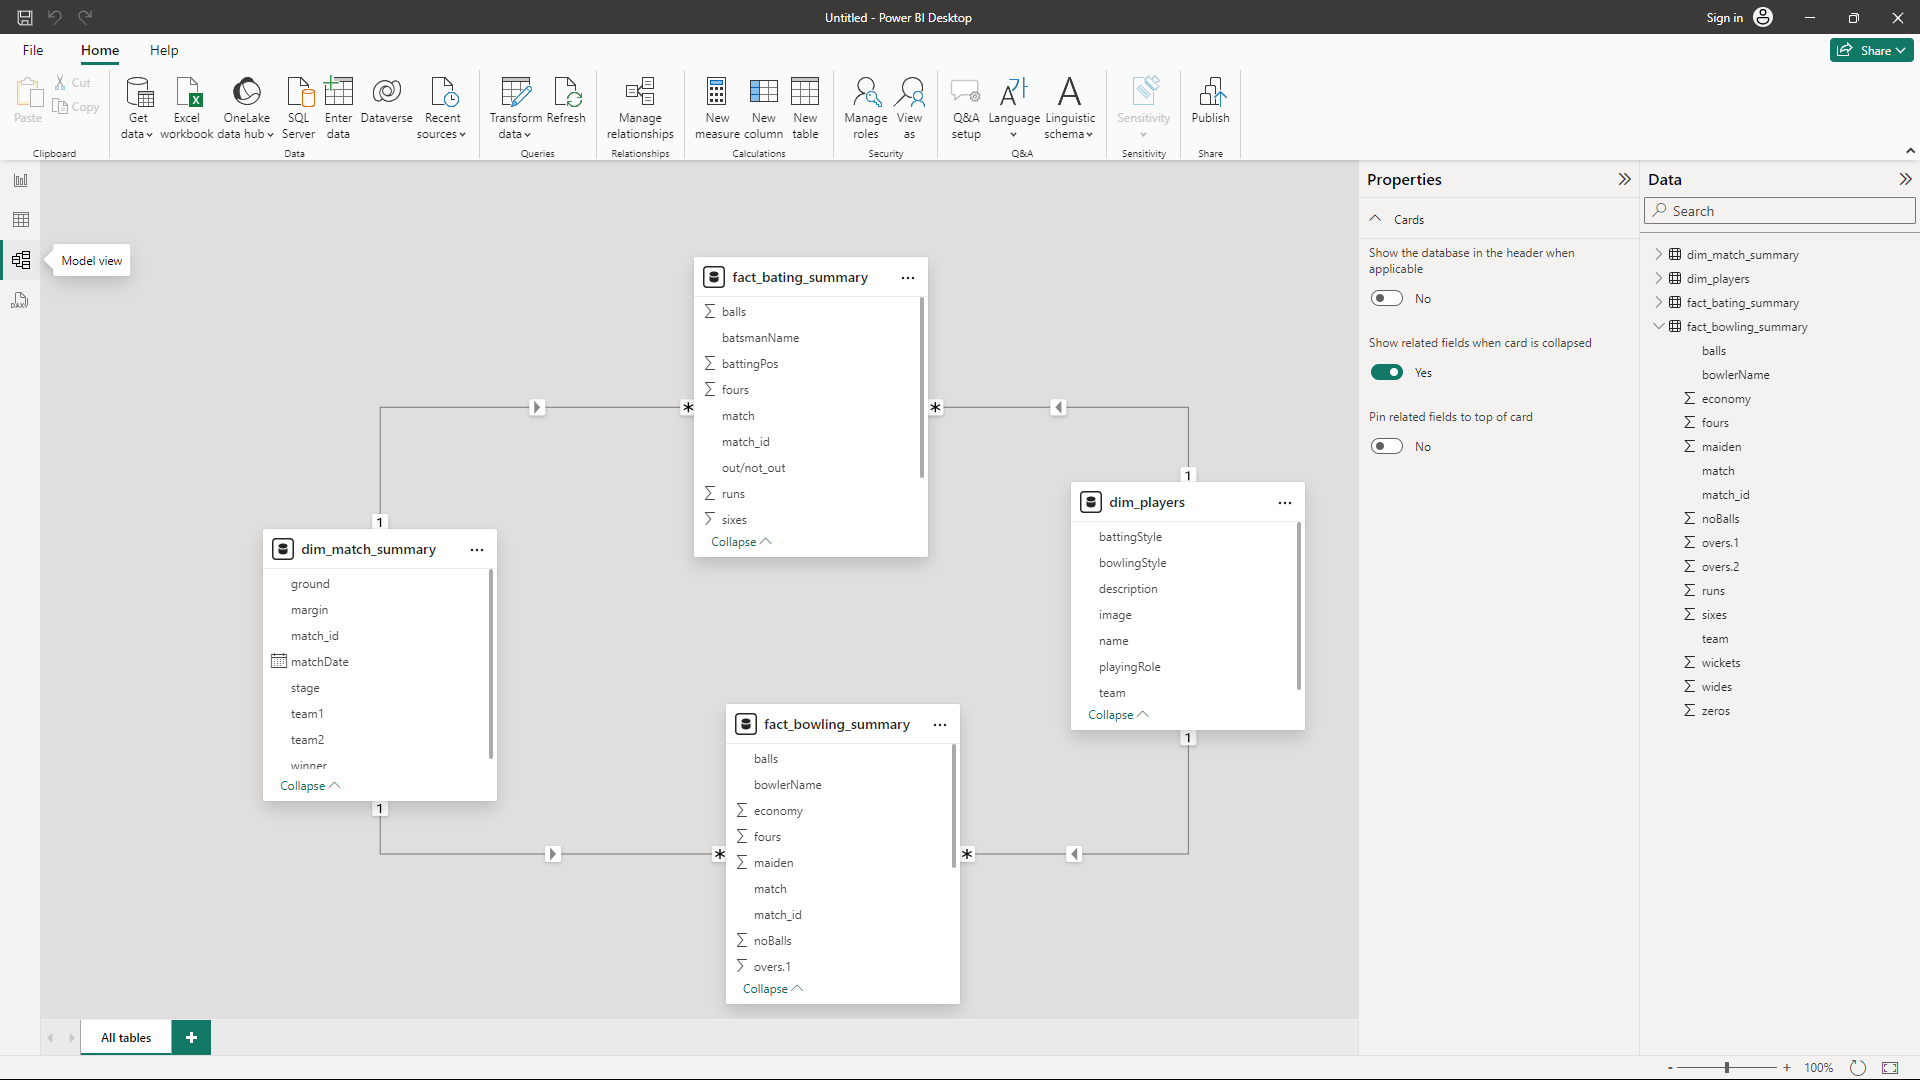 Untitled - Power BI Desktop
Sign in
File
Home
Help
Share
Paste
Cut
Copy
Clipboard
Get data
Excel workbook
OneLake data hub
SQL Server
Enter data
Dataverse
Recent sources
Data
Transform data
Refresh
Queries
Manage relationships
Relationships
New measure
New column
New table
Calculations
Manage roles
View as
Security
Q&A setup
Language
Linguistic schema
Q&A
Sensitivity
Sensitivity
Publish
Share
DAX
Model view
fact_bating_summary
balls
batsmanName
battingPos
fours
match
match_id
out/not_out
runs
sixes
Collapse
*
*
1
1
dim_match_summary
ground
margin
match_id
matchDate
stage
team1
team2
winner
Collapse
1
dim_players
battingStyle
bowlingStyle
description
image
name
playingRole
team
Collapse
1
fact_bowling_summary
balls
bowlerName
economy
fours
maiden
match
match_id
noBalls
overs.1
Collapse
*
*
Properties
Cards
Show the database in the header when
applicable
No
Show related fields when card is collapsed
Yes
Pin related fields to top of card
No
Data
Search
dim_match_summary
dim_players
fact_bating_summary
fact_bowling_summary
balls
bowlerName
economy
fours
maiden
match
match_id
noBalls
overs.1
overs.2
runs
sixes
team
wickets
wides
zeros
All tables
+
- + 100%